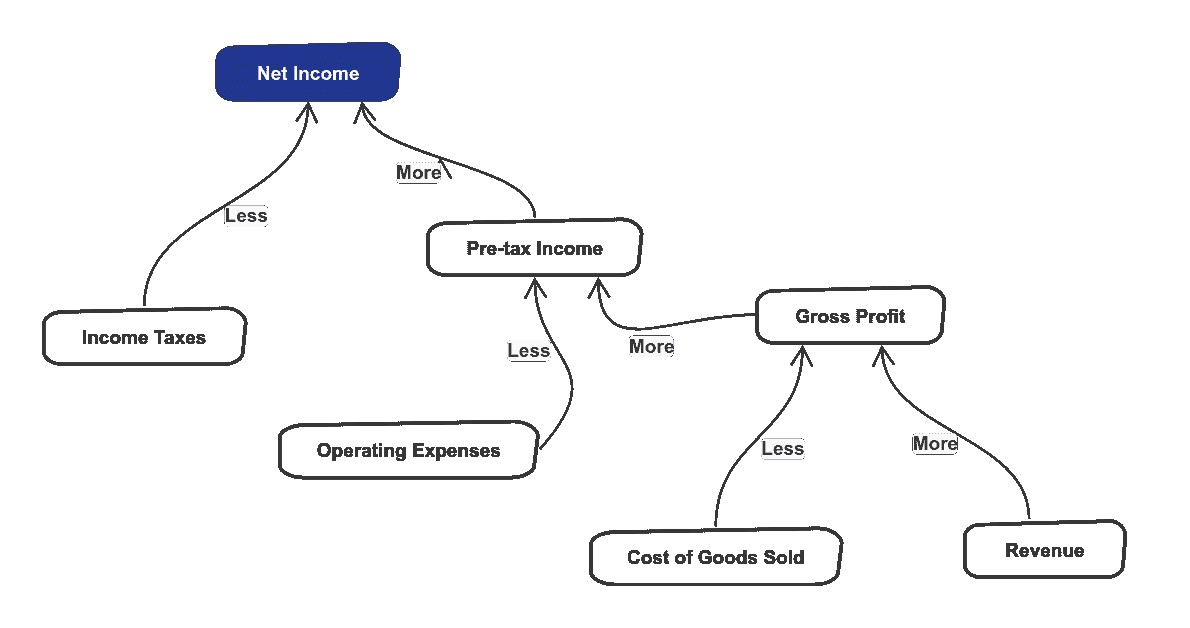 Net Income
More
Less
Pre-tax Income
Gross Profit
Income Taxes
Less
More
Operating Expenses
Less
More
Cost of Goods Sold
Revenue